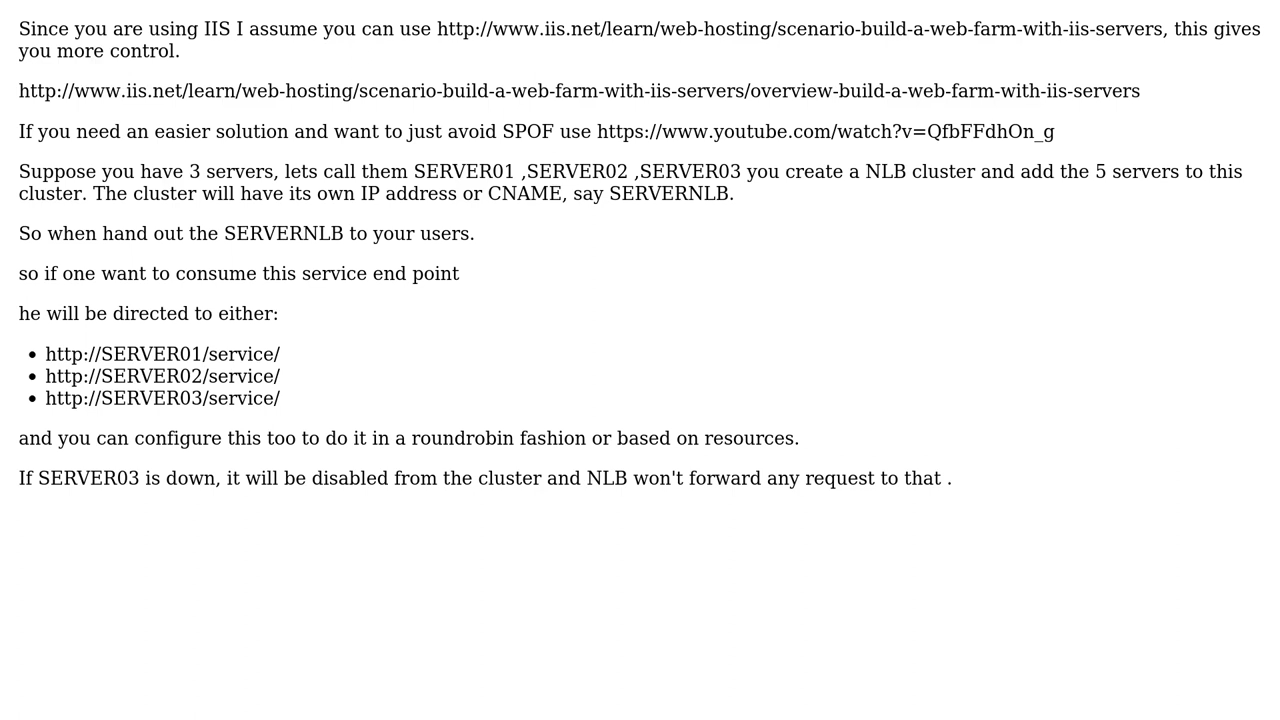 Since you are using IIS I assume you can use http://www.iis.net/learn/web-hosting/scenario-build-a-web-farm-with-iis-servers, this gives
you more control.
http://www.iis.net/learn/web-hosting/scenario-build-a-web-farm-with-iis-servers/overview-build-a-web-farm-with-iis-servers
If you need an easier solution and want to just avoid SPOF use https://www.youtube.com/watch?v=QfbFFdhOn_g
Suppose you have 3 servers, lets call them SERVER01 ,SERVER02 ,SERVER03 you create a NLB cluster and add the 5 servers to this
cluster. The cluster will have its own IP address or CNAME, say SERVERNLB.
So when hand out the SERVERNLB to your users.
so if one want to consume this service end point
he will be directed to either:
• http://SERVER01/service/
• http://SERVER02/service/
• http://SERVER03/service/
and you can configure this too to do it in a roundrobin fashion or based on resources.
If SERVER03 is down, it will be disabled from the cluster and NLB won't forward any request to that .